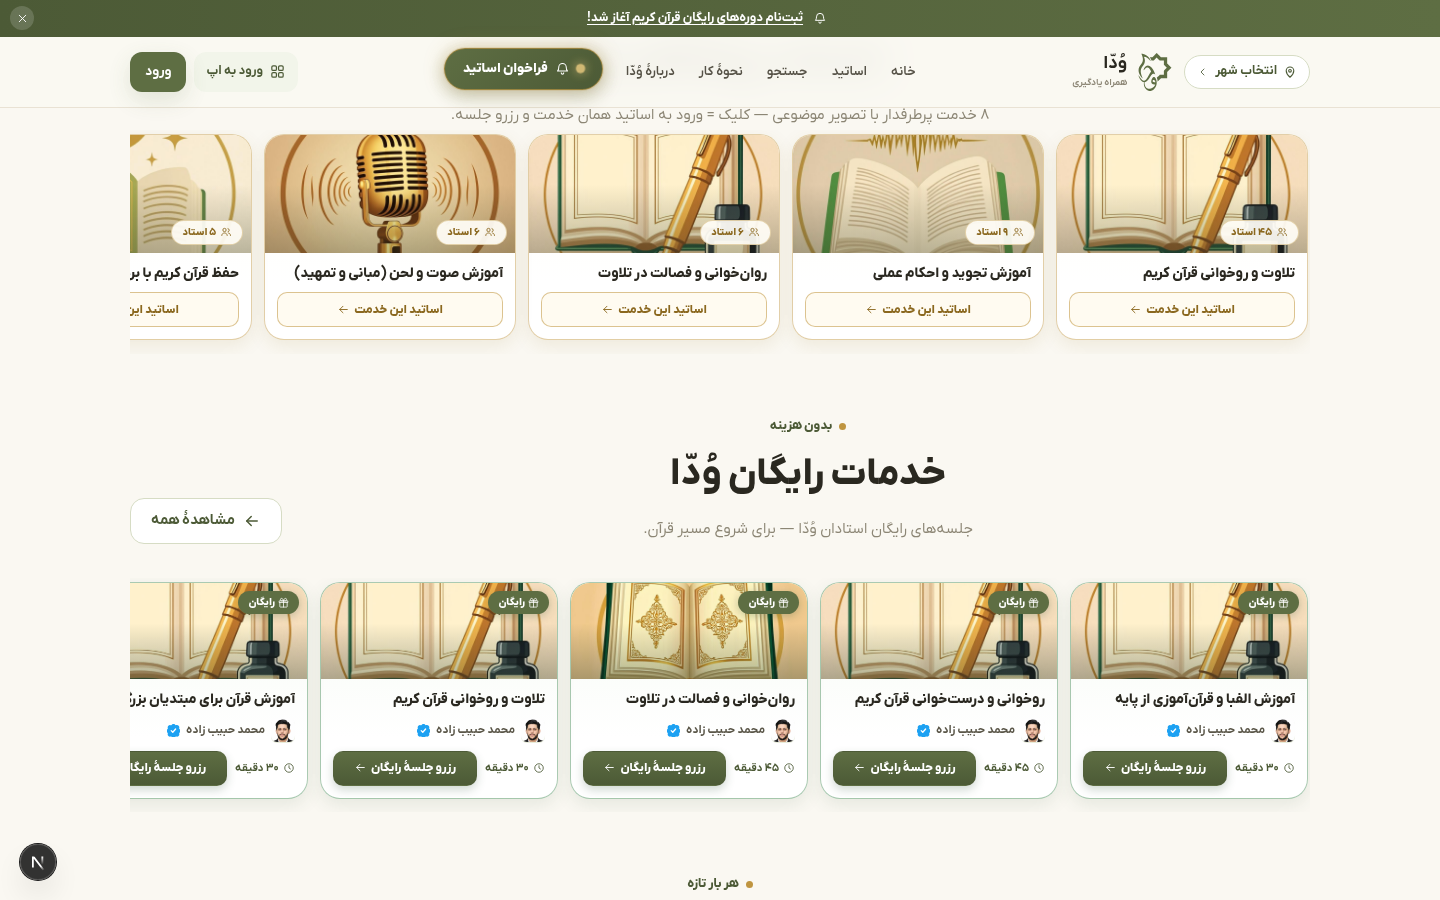 ثبت‌نام دوره‌های رایگان قرآن کریم آغاز شد!
انتخاب شهر
وُدّا
همراه یادگیری
خانه
اساتید
جستجو
نحوهٔ کار
دربارهٔ وُدّا
فراخوان اساتید
ورود به اپ
ورود
۸ خدمت پرطرفدار با تصویر موضوعی — کلیک = ورود به اساتید همان خدمت و رزرو جلسه.
۴۵ استاد
تلاوت و روخوانی قرآن کریم
اساتید این خدمت
۹ استاد
آموزش تجوید و احکام عملی
اساتید این خدمت
۶ استاد
روان‌خوانی و فصالت در تلاوت
اساتید این خدمت
۶ استاد
آموزش صوت و لحن (مبانی و تمهید)
اساتید این خدمت
۵ استاد
حفظ قرآن کریم با
اساتید
بدون هزینه
خدمات رایگان وُدّا
جلسه‌های رایگان استادان وُدّا — برای شروع مسیر قرآن.
مشاهدهٔ همه
رایگان
آموزش الفبا و قرآن‌آموزی از پایه
محمد حبیب زاده
۳۰ دقیقه
رزرو جلسهٔ رایگان
رایگان
روخوانی و درست‌خوانی قرآن کریم
محمد حبیب زاده
۴۵ دقیقه
رزرو جلسهٔ رایگان
رایگان
روان‌خوانی و فصالت در تلاوت
محمد حبیب زاده
۴۵ دقیقه
رزرو جلسهٔ رایگان
رایگان
تلاوت و روخوانی قرآن کریم
محمد حبیب زاده
۳۰ دقیقه
رزرو جلسهٔ رایگان
رایگان
آموزش قرآن برای مبتدیان
محمد حبیب زاده
۳۰ دقیقه
رزرو جلسهٔ
هر بار تازه